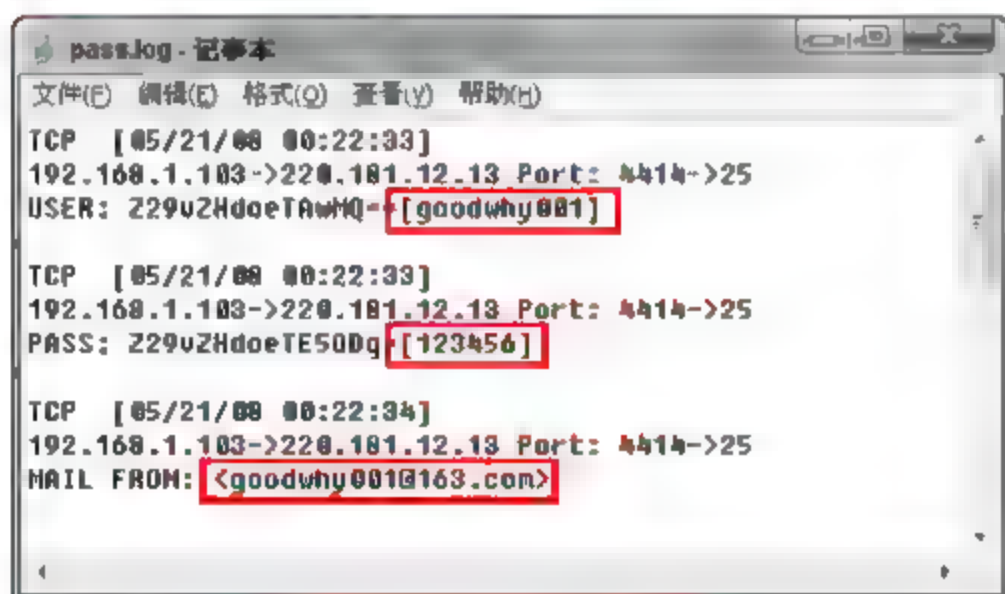 pass.log - 记事本
文件(F) 编辑(E) 格式(O) 查看(V) 帮助(H)
TCP [05/21/08 00:22:33]
192.168.1.103->220.181.12.13 Port: 4414->25
USER: Z29vZHdoeTAwMQ==[goodwhy001]
TCP [05/21/08 00:22:33]
192.168.1.103->220.181.12.13 Port: 4414->25
PASS: [123456]
TCP [05/21/08 00:22:34]
192.168.1.103->220.181.12.13 Port: 4414->25
MAIL FROM: <goodwhy001@163.com>